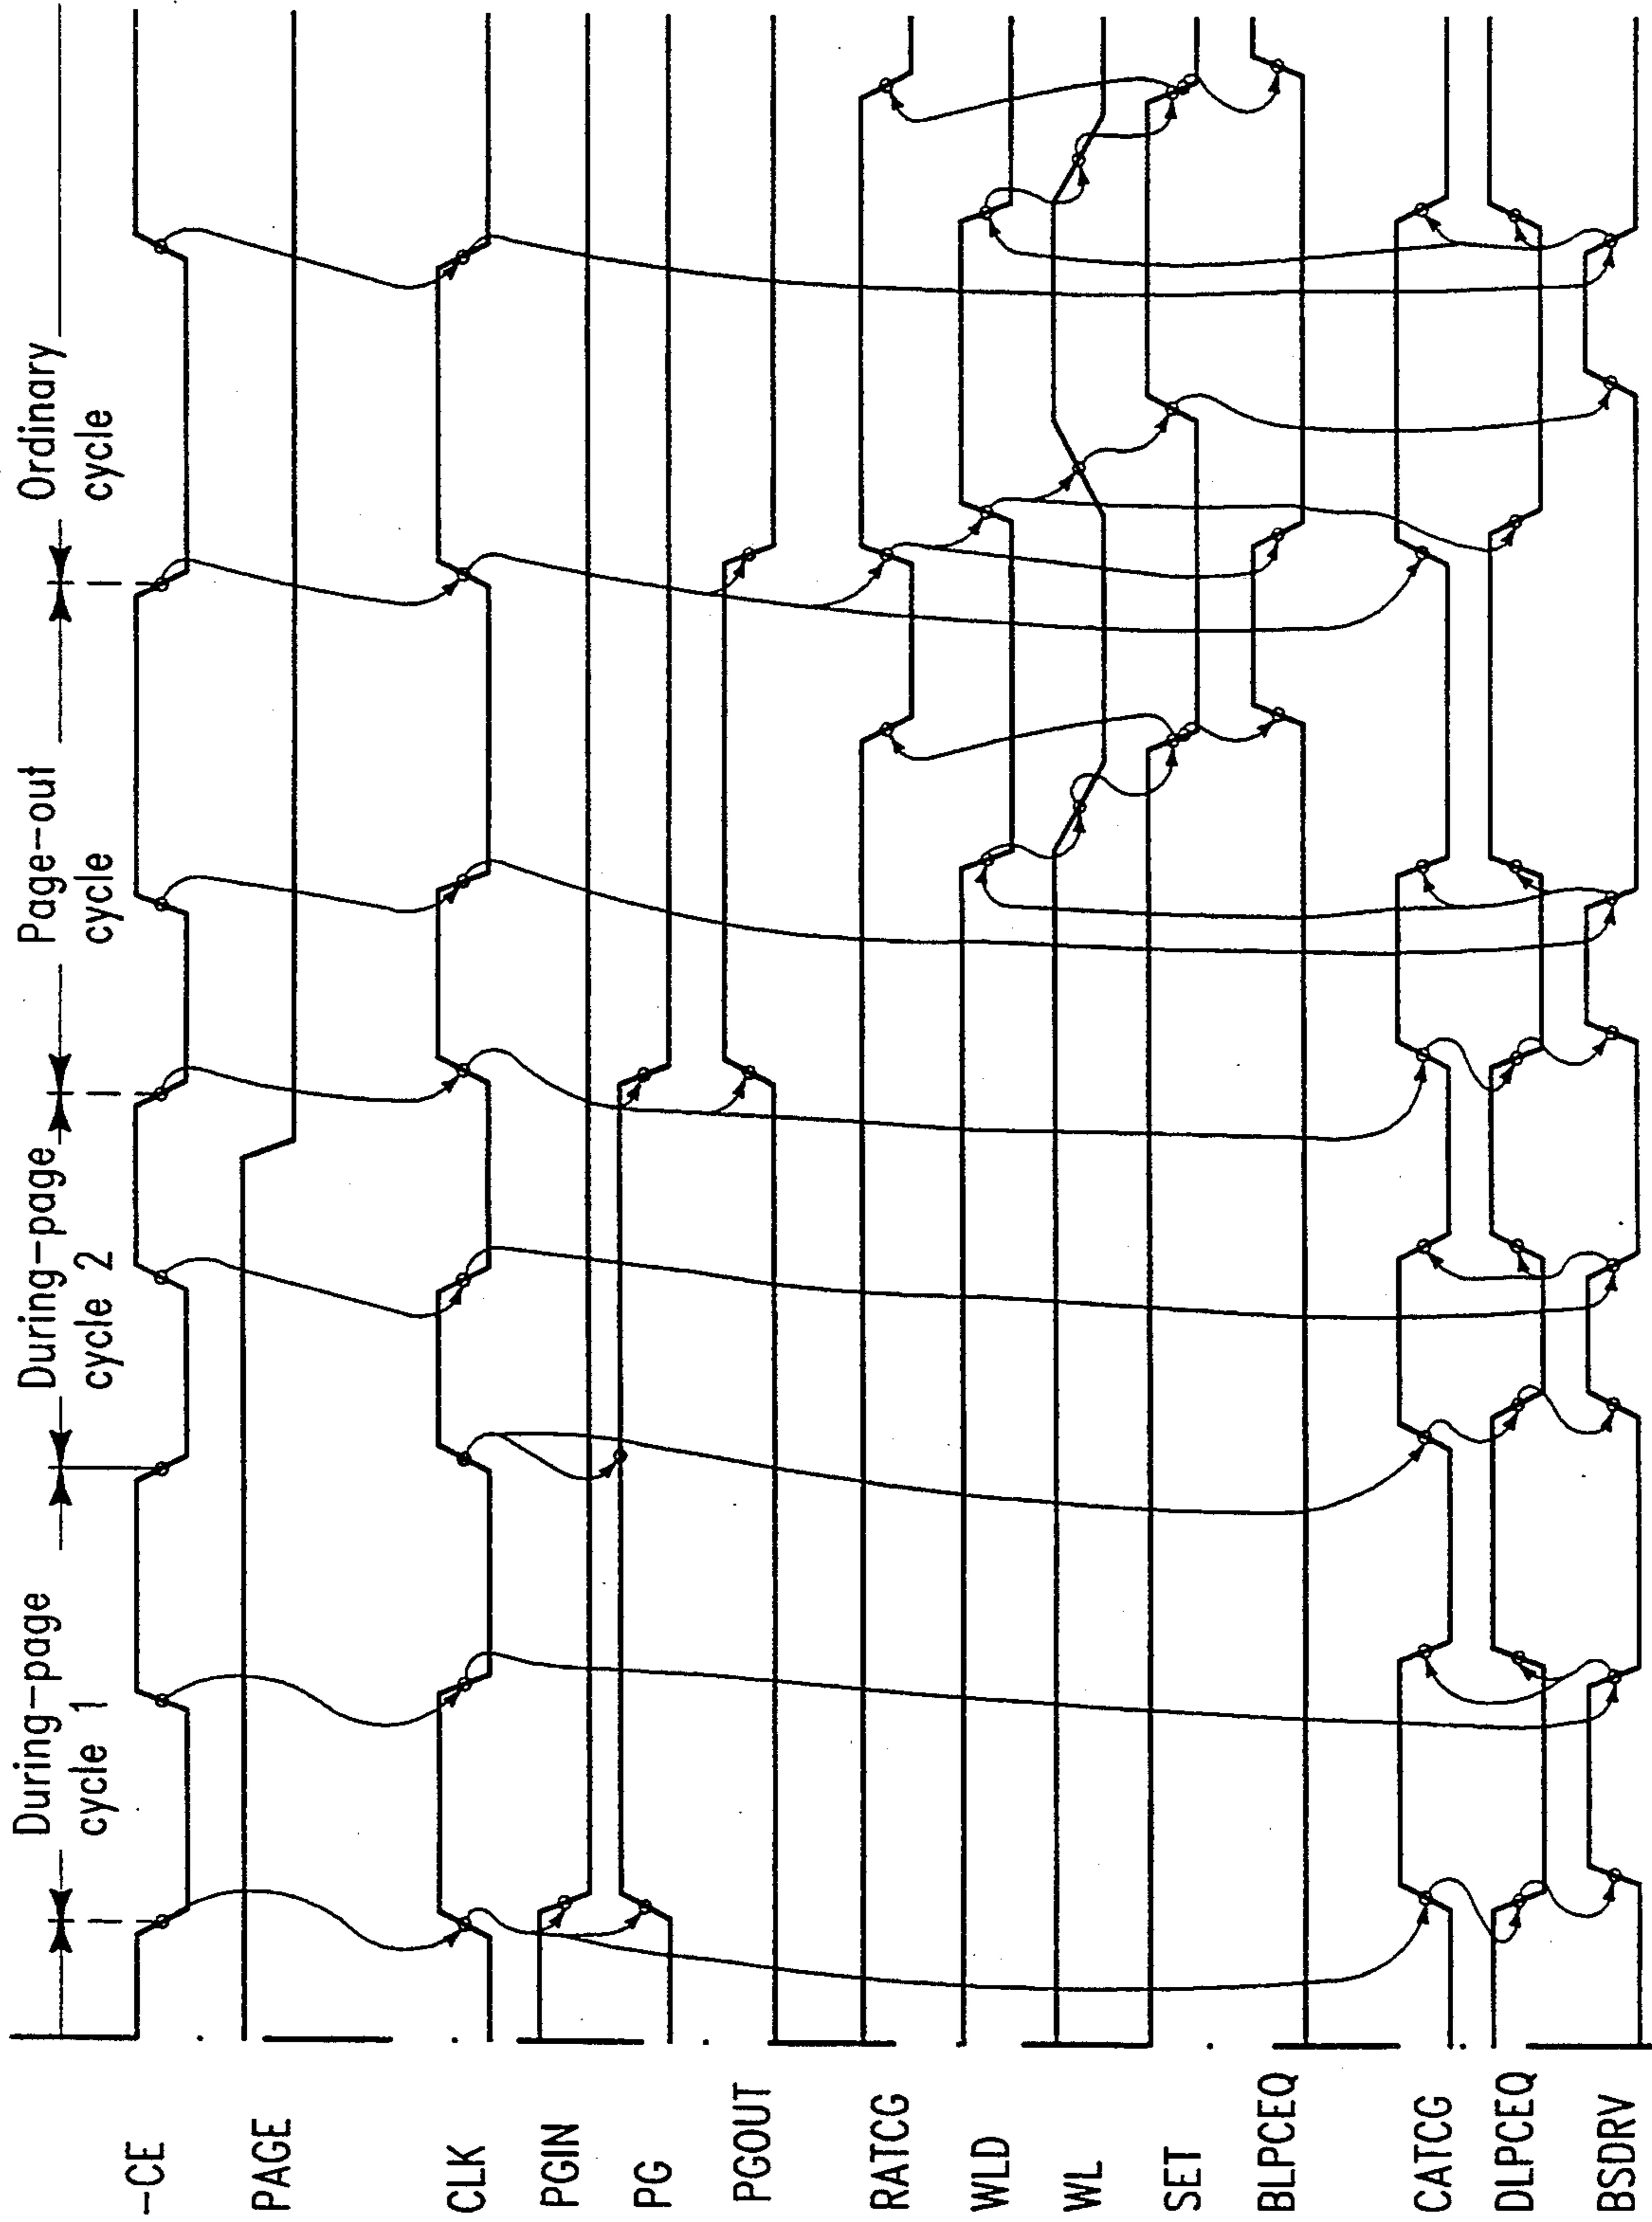 During-page
cycle 1
During-page
cycle 2
Page-out
cycle
Ordinary
cycle
-CE
PAGE
CLK
PGIN
PG
PGOUT
RATCG
WLD
WL
SET
BLPCEQ
CATCG
DLPCEQ
BSDRV